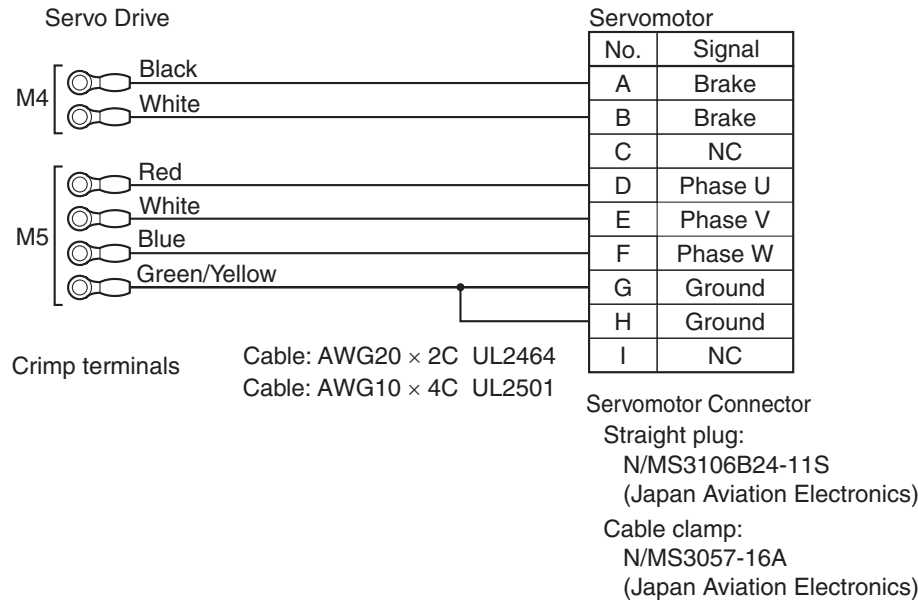 Servo Drive
Servomotor
No. Signal
M4
Black
A Brake
White
B Brake
C NC
M5
Red
D Phase U
White
E Phase V
Blue
F Phase W
Green/Yellow
G Ground
H Ground
I NC
Crimp terminals
Cable: AWG20 × 2C UL2464
Cable: AWG10 × 4C UL2501
Servomotor Connector
Straight plug:
N/MS3106B24-11S
(Japan Aviation Electronics)
Cable clamp:
N/MS3057-16A
(Japan Aviation Electronics)